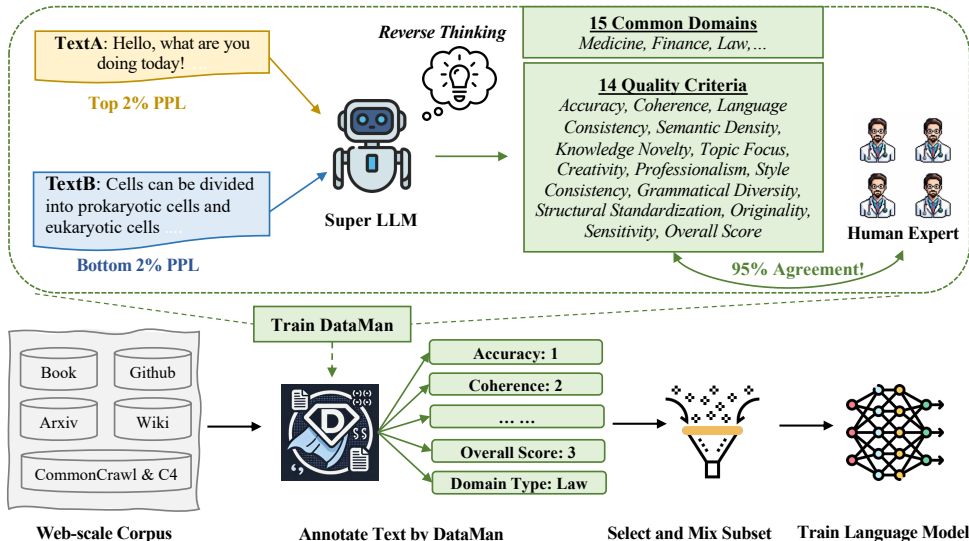 TextA: Hello, what are you
doing today! ....
Top 2% PPL
TextB: Cells can be divided
into prokaryotic cells and
eukaryotic cells ....
Bottom 2% PPL
Reverse Thinking
Super LLM
15 Common Domains
Medicine, Finance, Law,…
14 Quality Criteria
Accuracy, Coherence, Language
Consistency, Semantic Density,
Knowledge Novelty, Topic Focus,
Creativity, Professionalism, Style
Consistency, Grammatical Diversity,
Structural Standardization, Originality,
Sensitivity, Overall Score
Human Expert
95% Agreement!
Train DataMan
Book
Github
Arxiv
Wiki
CommonCrawl & C4
Web-scale Corpus
D
$$
Annotate Text by DataMan
Accuracy: 1
Coherence: 2
… …
Overall Score: 3
Domain Type: Law
Select and Mix Subset
Train Language Model